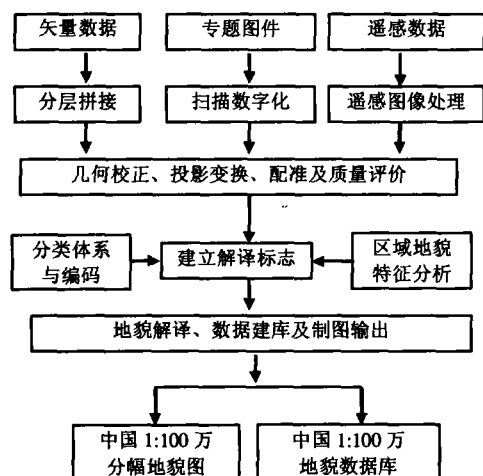 矢量数据
专题图件
遥感数据
分层拼接
扫描数字化
遥感图像处理
几何校正、投影变换、配准及质量评价
分类体系
与编码
建立解译标志
区域地貌
特征分析
地貌解译、数据建库及制图输出
中国 1:100 万
分幅地貌图
中国 1:100 万
地貌数据库